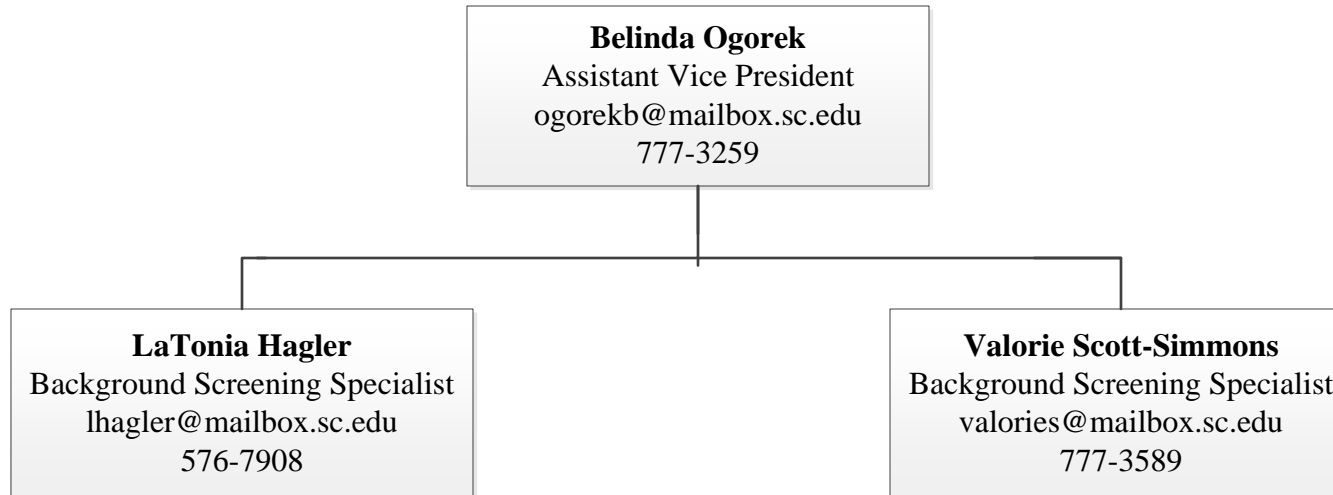 Belinda Ogorek
Assistant Vice President
ogorekb@mailbox.sc.edu
777-3259
LaTonia Hagler
Background Screening Specialist
lhagler@mailbox.sc.edu
576-7908
Valorie Scott-Simmons
Background Screening Specialist
valories@mailbox.sc.edu
777-3589